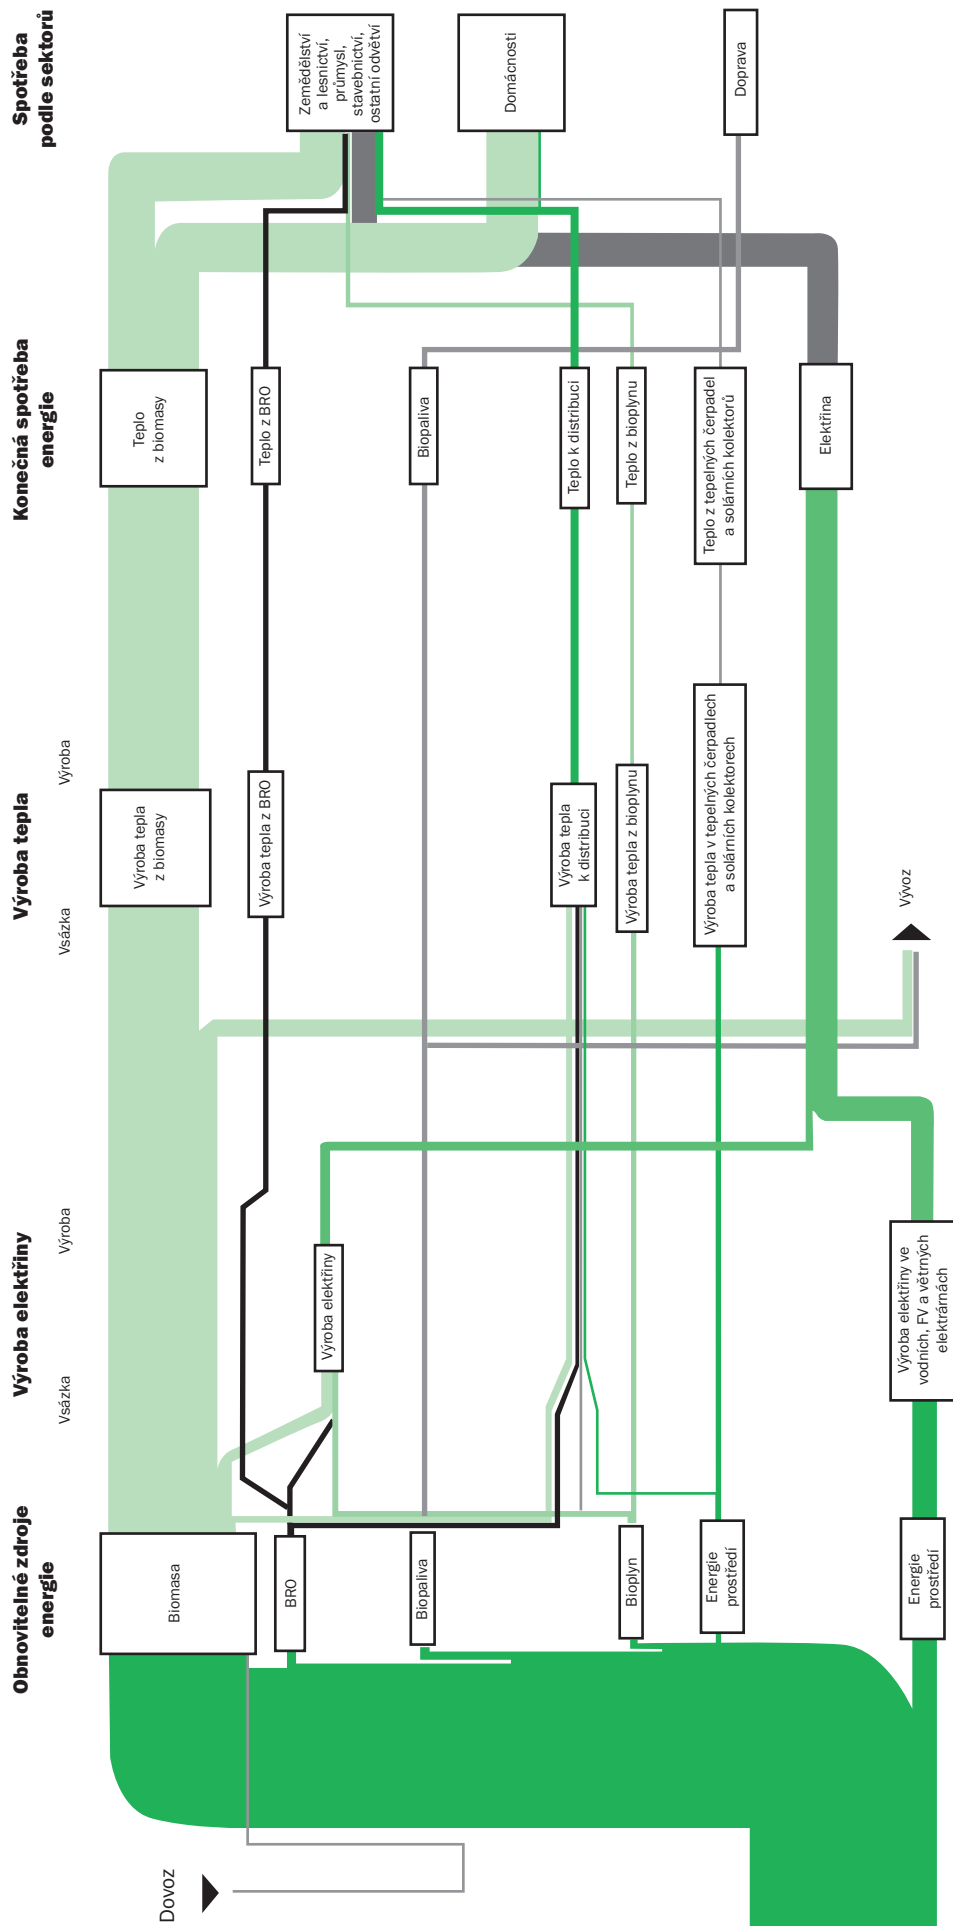 Obnovitelné zdroje
energie
Výroba elektřiny
Vsázka
Výroba
Výroba tepla
Vsázka
Výroba
Konečná spotřeba
energie
Spotřeba
podle sektorů
Dovoz
Biomasa
BRO
Biopaliva
Bioplyn
Energie
prostředí
Energie
prostředí
Výroba elektřiny
Výroba elektřiny ve
vodních, FV a větrných
elektrárnách
Vývoz
Výroba tepla
z biomasy
Výroba tepla z BRO
Výroba tepla
k distribuci
Výroba tepla z bioplynu
Výroba tepla v tepelných čerpadlech
a solárních kolektorech
Teplo
z biomasy
Teplo z BRO
Biopaliva
Teplo k distribuci
Teplo z bioplynu
Teplo z tepelných čerpadel
a solárních kolektorů
Elektřina
Zemědělství
a lesnictví,
průmysl,
stavebnictví,
ostatní odvětví
Domácnosti
Doprava